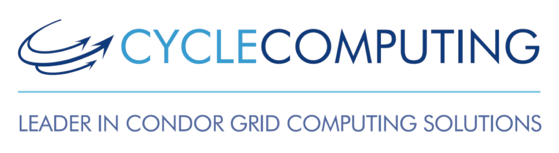 CYCLECOMPUTING
LEADER IN CONDOR GRID COMPUTING SOLUTIONS